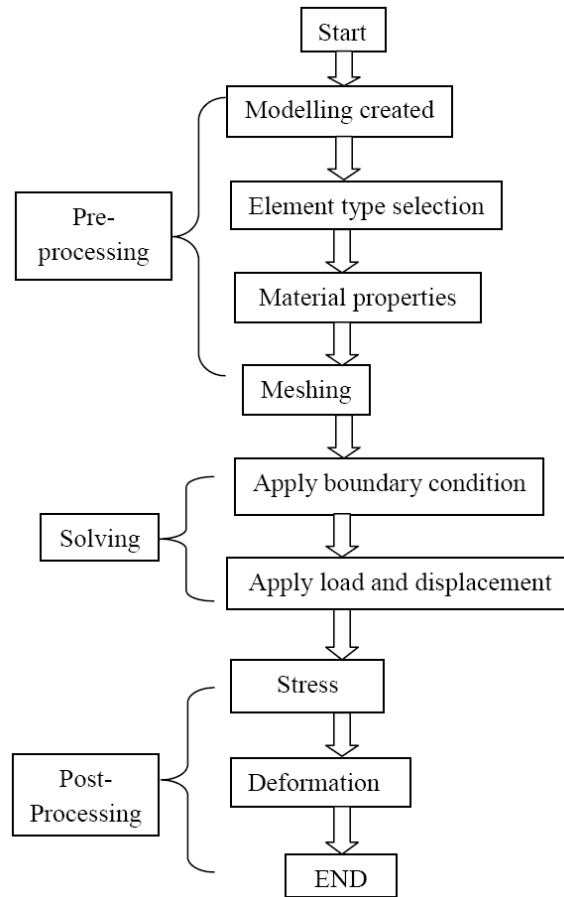 Start
Modelling created
Element type selection
Pre-
processing
Material properties
Meshing
Apply boundary condition
Solving
Apply load and displacement
Stress
Deformation
Post-
Processing
END